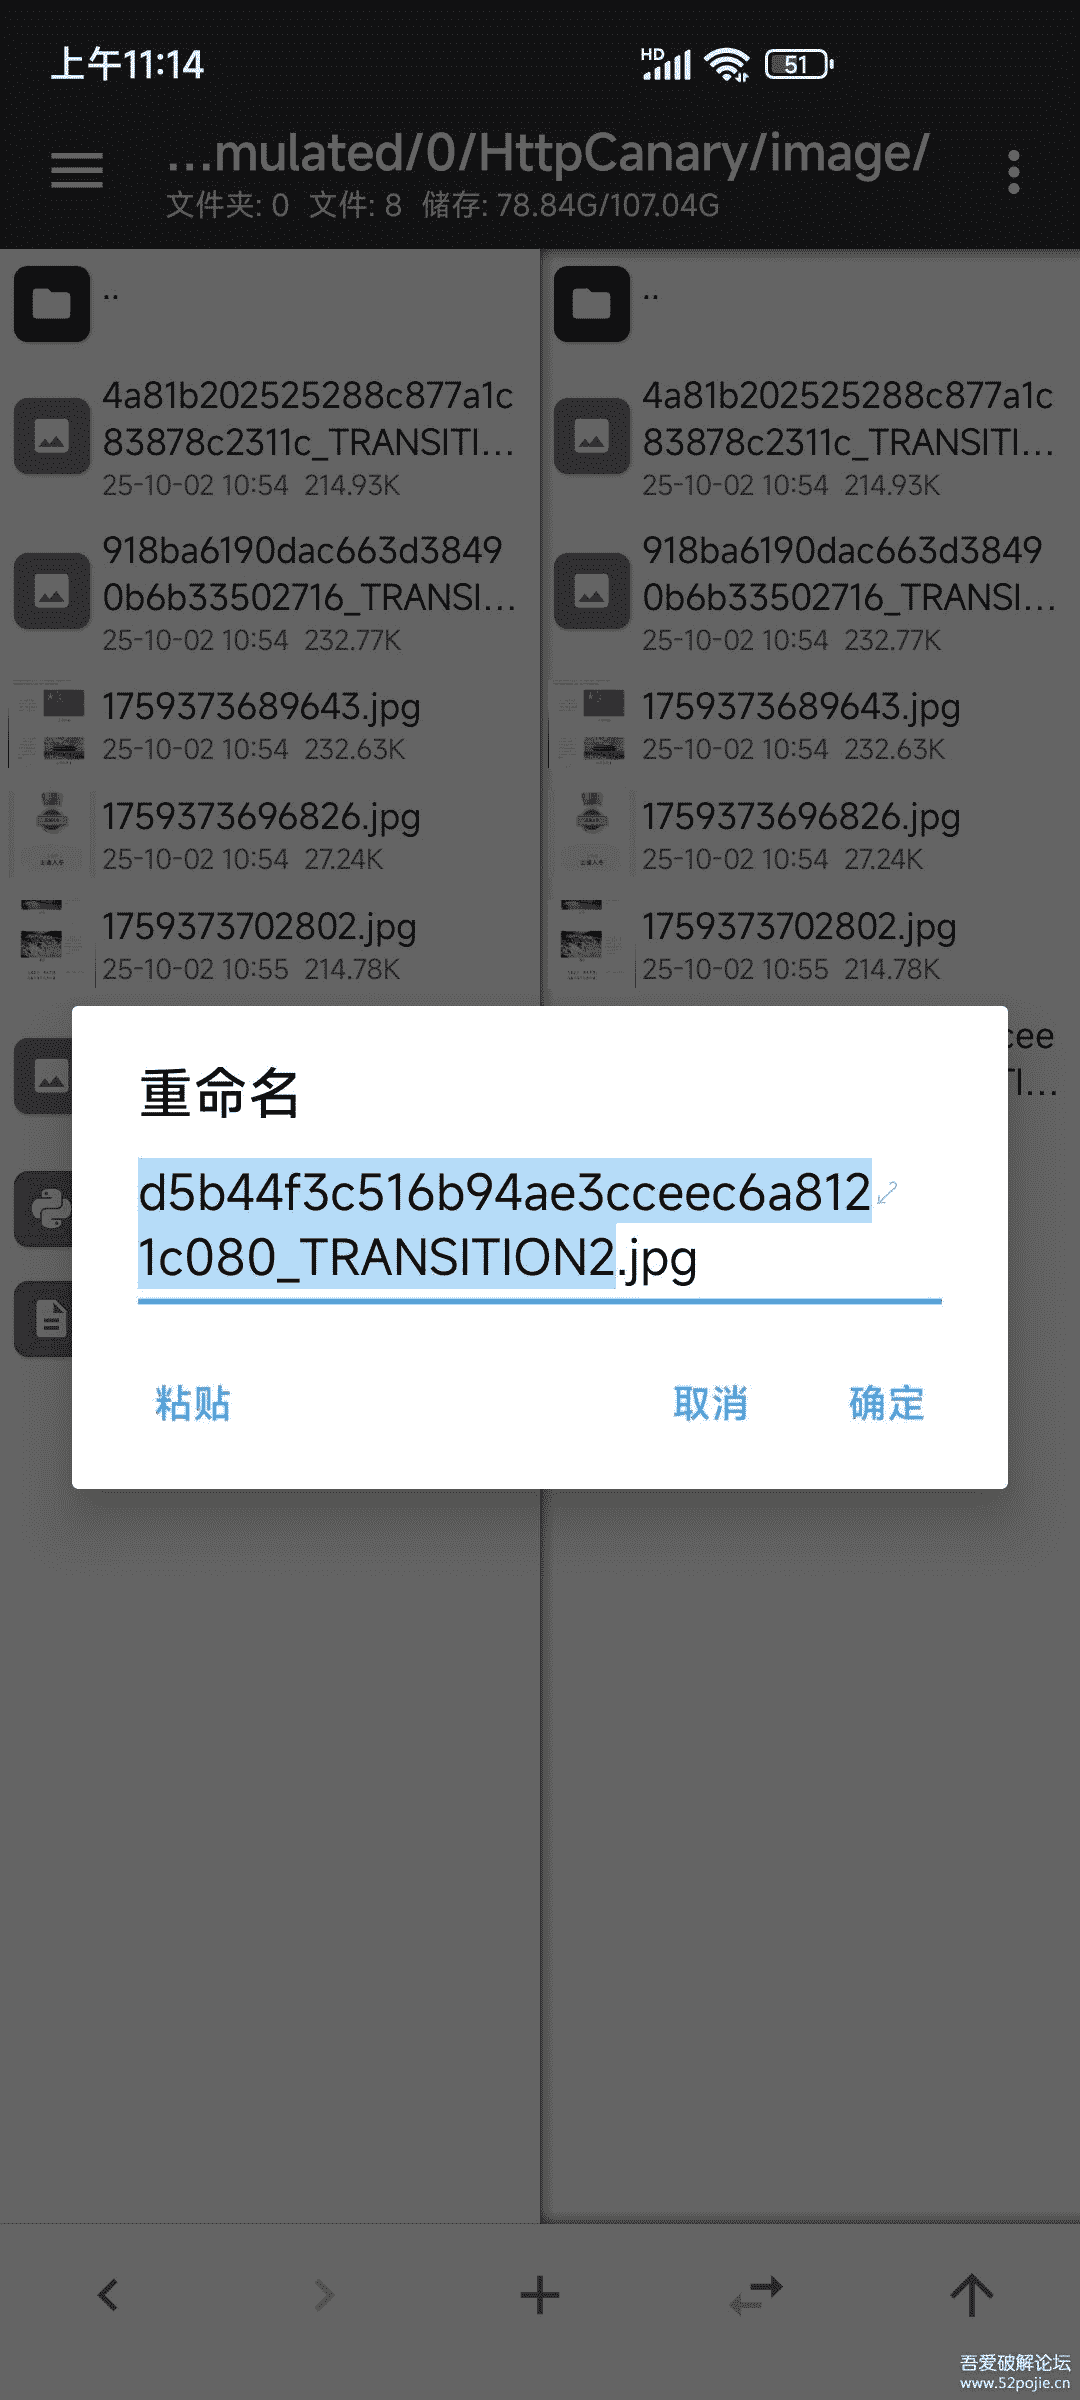 上午11:14
HD
51
...mulated/0/HttpCanary/image/
文件夹: 0 文件: 8 储存: 78.84G/107.04G
..
4a81b202525288c877a1c
83878c2311c_TRANSITI...
25-10-02 10:54 214.93K
918ba6190dac663d3849
0b6b33502716_TRANSI...
25-10-02 10:54 232.77K
1759373689643.jpg
25-10-02 10:54 232.63K
1759373696826.jpg
25-10-02 10:54 27.24K
1759373702802.jpg
25-10-02 10:55 214.78K
..
4a81b202525288c877a1c
83878c2311c_TRANSITI...
25-10-02 10:54 214.93K
918ba6190dac663d3849
0b6b33502716_TRANSI...
25-10-02 10:54 232.77K
1759373689643.jpg
25-10-02 10:54 232.63K
1759373696826.jpg
25-10-02 10:54 27.24K
1759373702802.jpg
25-10-02 10:55 214.78K
cee
TI...
重命名
d5b44f3c516b94ae3cceec6a812
1c080_TRANSITION2.jpg
粘贴 取消 确定
吾爱破解论坛
www.52pojie.cn